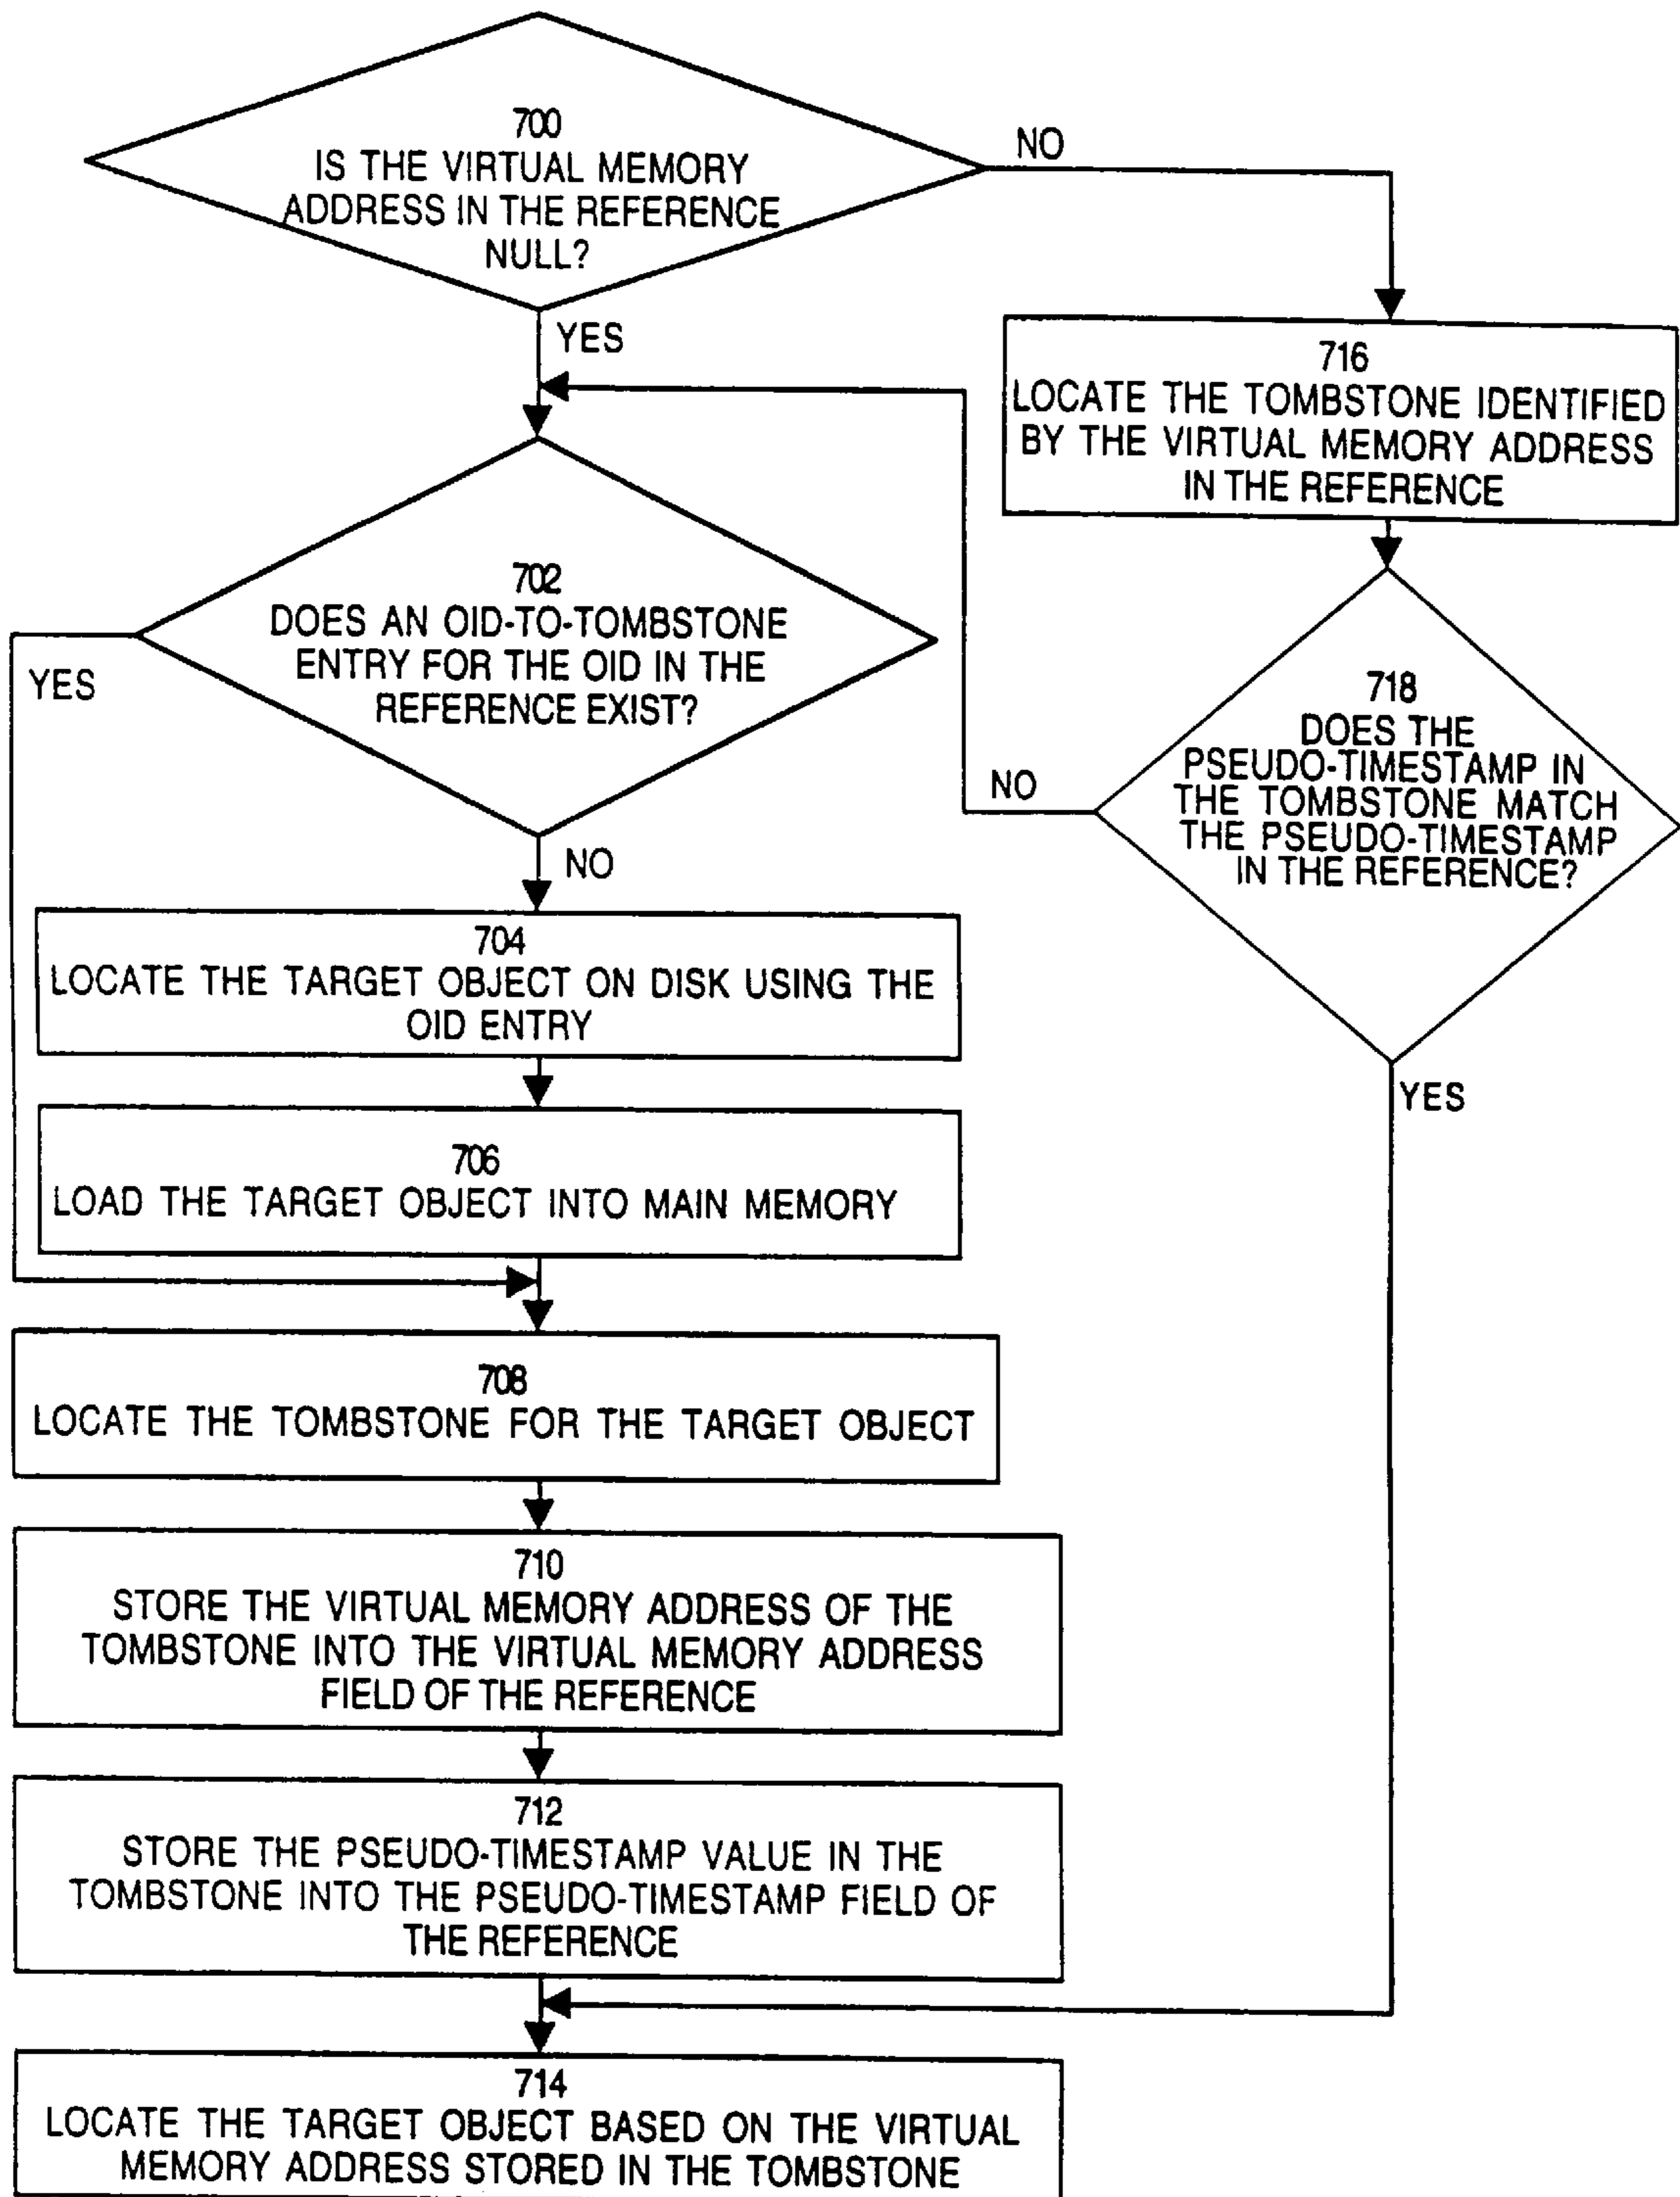 700
IS THE VIRTUAL MEMORY
ADDRESS IN THE REFERENCE
NULL?
NO
YES
716
LOCATE THE TOMBSTONE IDENTIFIED
BY THE VIRTUAL MEMORY ADDRESS
IN THE REFERENCE
702
DOES AN OID-TO-TOMBSTONE
ENTRY FOR THE OID IN THE
REFERENCE EXIST?
YES
NO
718
DOES THE
PSEUDO-TIMESTAMP IN
THE TOMBSTONE MATCH
THE PSEUDO-TIMESTAMP
IN THE REFERENCE?
NO
YES
704
LOCATE THE TARGET OBJECT ON DISK USING THE
OID ENTRY
706
LOAD THE TARGET OBJECT INTO MAIN MEMORY
708
LOCATE THE TOMBSTONE FOR THE TARGET OBJECT
710
STORE THE VIRTUAL MEMORY ADDRESS OF THE
TOMBSTONE INTO THE VIRTUAL MEMORY ADDRESS
FIELD OF THE REFERENCE
712
STORE THE PSEUDO-TIMESTAMP VALUE IN THE
TOMBSTONE INTO THE PSEUDO-TIMESTAMP FIELD OF
THE REFERENCE
714
LOCATE THE TARGET OBJECT BASED ON THE VIRTUAL
MEMORY ADDRESS STORED IN THE TOMBSTONE